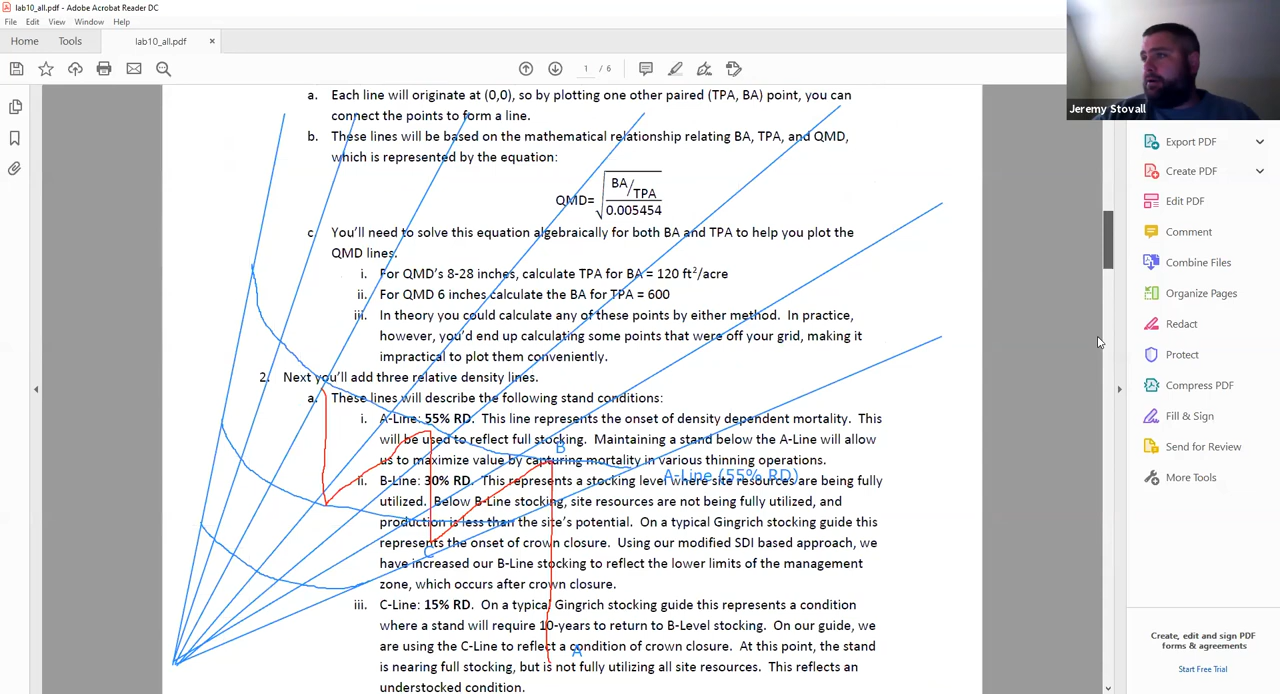 lab10_all.pdf - Adobe Acrobat Reader DC
File Edit View Window Help
Home Tools lab10_all.pdf ×
1 / 6
Jeremy Stovall
a. Each line will originate at (0,0), so by plotting one other paired (TPA, BA) point, you can
connect the points to form a line.
b. These lines will be based on the mathematical relationship relating BA, TPA, and QMD,
which is represented by the equation:
QMD= √ BA/TPA
0.005454
c. You'll need to solve this equation algebraically for both BA and TPA to help you plot the
QMD lines.
i. For QMD's 8-28 inches, calculate TPA for BA = 120 ft²/acre
ii. For QMD 6 inches calculate the BA for TPA = 600
iii. In theory you could calculate any of these points by either method. In practice,
however, you'd end up calculating some points that were off your grid, making it
impractical to plot them conveniently.
2. Next you'll add three relative density lines.
a. These lines will describe the following stand conditions:
i. A-Line: 55% RD. This line represents the onset of density dependent mortality. This
will be used to reflect full stocking. Maintaining a stand below the A-Line will allow
B
us to maximize value by capturing mortality in various thinning operations.
A-Line (55% RD)
ii. B-Line: 30% RD. This represents a stocking level where site resources are being fully
utilized. Below B-Line stocking, site resources are not being fully utilized, and
production is less than the site's potential. On a typical Gingrich stocking guide this
represents the onset of crown closure. Using our modified SDI based approach, we
C
have increased our B-Line stocking to reflect the lower limits of the management
zone, which occurs after crown closure.
iii. C-Line: 15% RD. On a typical Gingrich stocking guide this represents a condition
where a stand will require 10-years to return to B-Level stocking. On our guide, we
are using the C-Line to reflect a condition of crown closure. At this point, the stand
A
is nearing full stocking, but is not fully utilizing all site resources. This reflects an
understocked condition.
Export PDF
Create PDF
Edit PDF
Comment
Combine Files
Organize Pages
Redact
Protect
Compress PDF
Fill & Sign
Send for Review
More Tools
Create, edit and sign PDF
forms & agreements
Start Free Trial